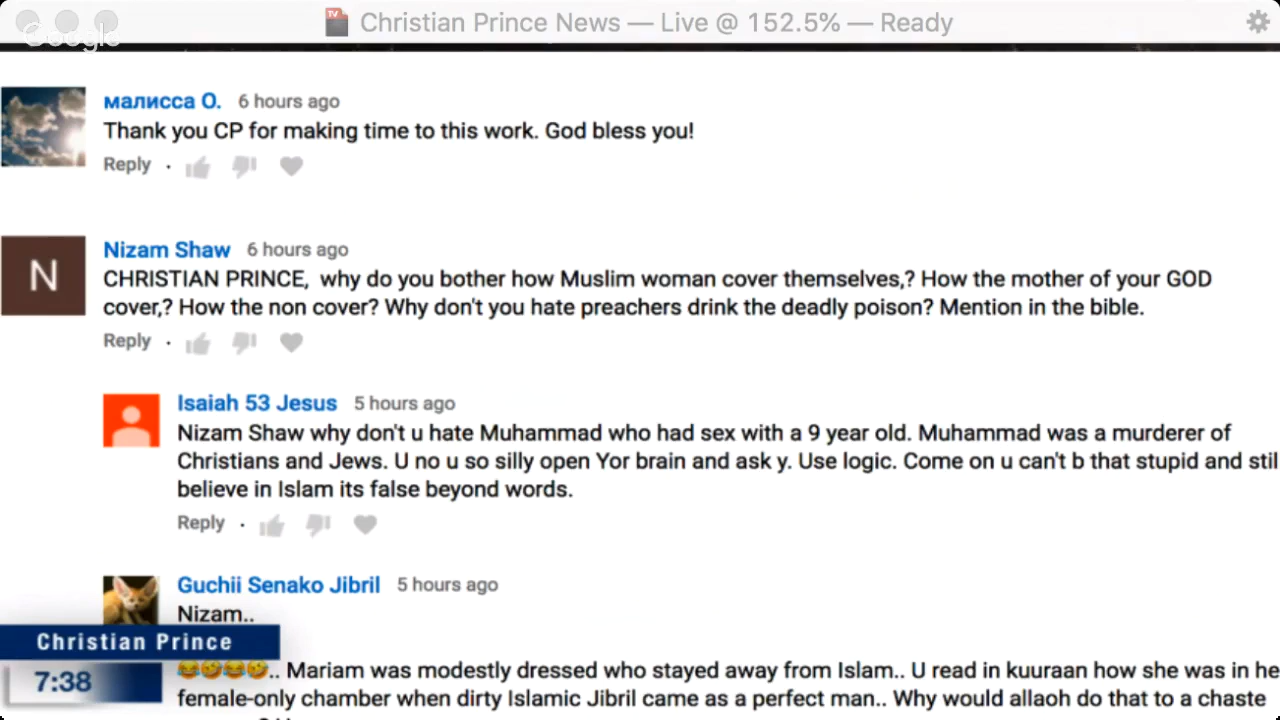 Christian Prince News — Live @ 152.5% — Ready
Google
малисса О. 6 hours ago
Thank you CP for making time to this work. God bless you!
Reply
N
Nizam Shaw 6 hours ago
CHRISTIAN PRINCE, why do you bother how Muslim woman cover themselves,? How the mother of your GOD
cover,? How the non cover? Why don't you hate preachers drink the deadly poison? Mention in the bible.
Reply
Isaiah 53 Jesus 5 hours ago
Nizam Shaw why don't u hate Muhammad who had sex with a 9 year old. Muhammad was a murderer of
Christians and Jews. U no u so silly open Yor brain and ask y. Use logic. Come on u can't b that stupid and stil
believe in Islam its false beyond words.
Reply
Guchii Senako Jibril 5 hours ago
Nizam..
Christian Prince
7:38
😂🤣😂🤣.. Mariam was modestly dressed who stayed away from Islam.. U read in kuuraan how she was in he
female-only chamber when dirty Islamic Jibril came as a perfect man.. Why would allaoh do that to a chaste